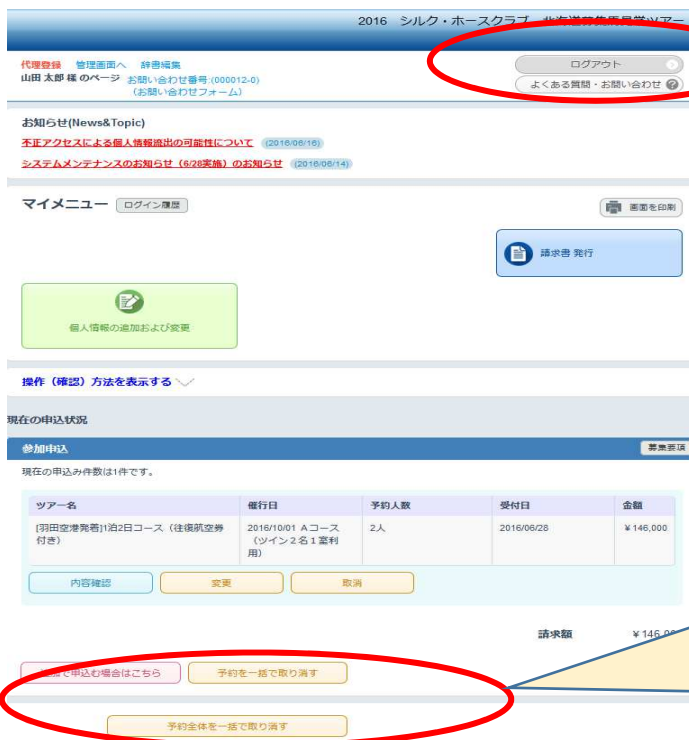 2016 シルク・ホースクラブ 北海道募集馬見学ツアー
代理登録 管理画面へ 辞書編集
山田 太郎 様 のページ お問い合わせ番号:(000012-0)
(お問い合わせフォーム)
ログアウト
よくある質問・お問い合わせ
お知らせ(News&Topic)
不正アクセスによる個人情報流出の可能性について (2016/06/16)
システムメンテナンスのお知らせ（6/28実施）のお知らせ (2016/06/14)
マイメニュー ログイン履歴
画面を印刷
請求書 発行
個人情報の追加および変更
操作（確認）方法を表示する
現在の申込状況
参加申込 募集要項
現在の申込み件数は1件です。
ツアー名 催行日 予約人数 受付日 金額
[羽田空港発着]1泊2日コース（往復航空券付き） 2016/10/01 Aコース（ツイン２名１室利用） 2人 2016/06/28 ¥146,000
内容確認 変更 取消
請求額 ¥146,00
で申込む場合はこちら 予約を一括で取り消す
予約全体を一括で取り消す